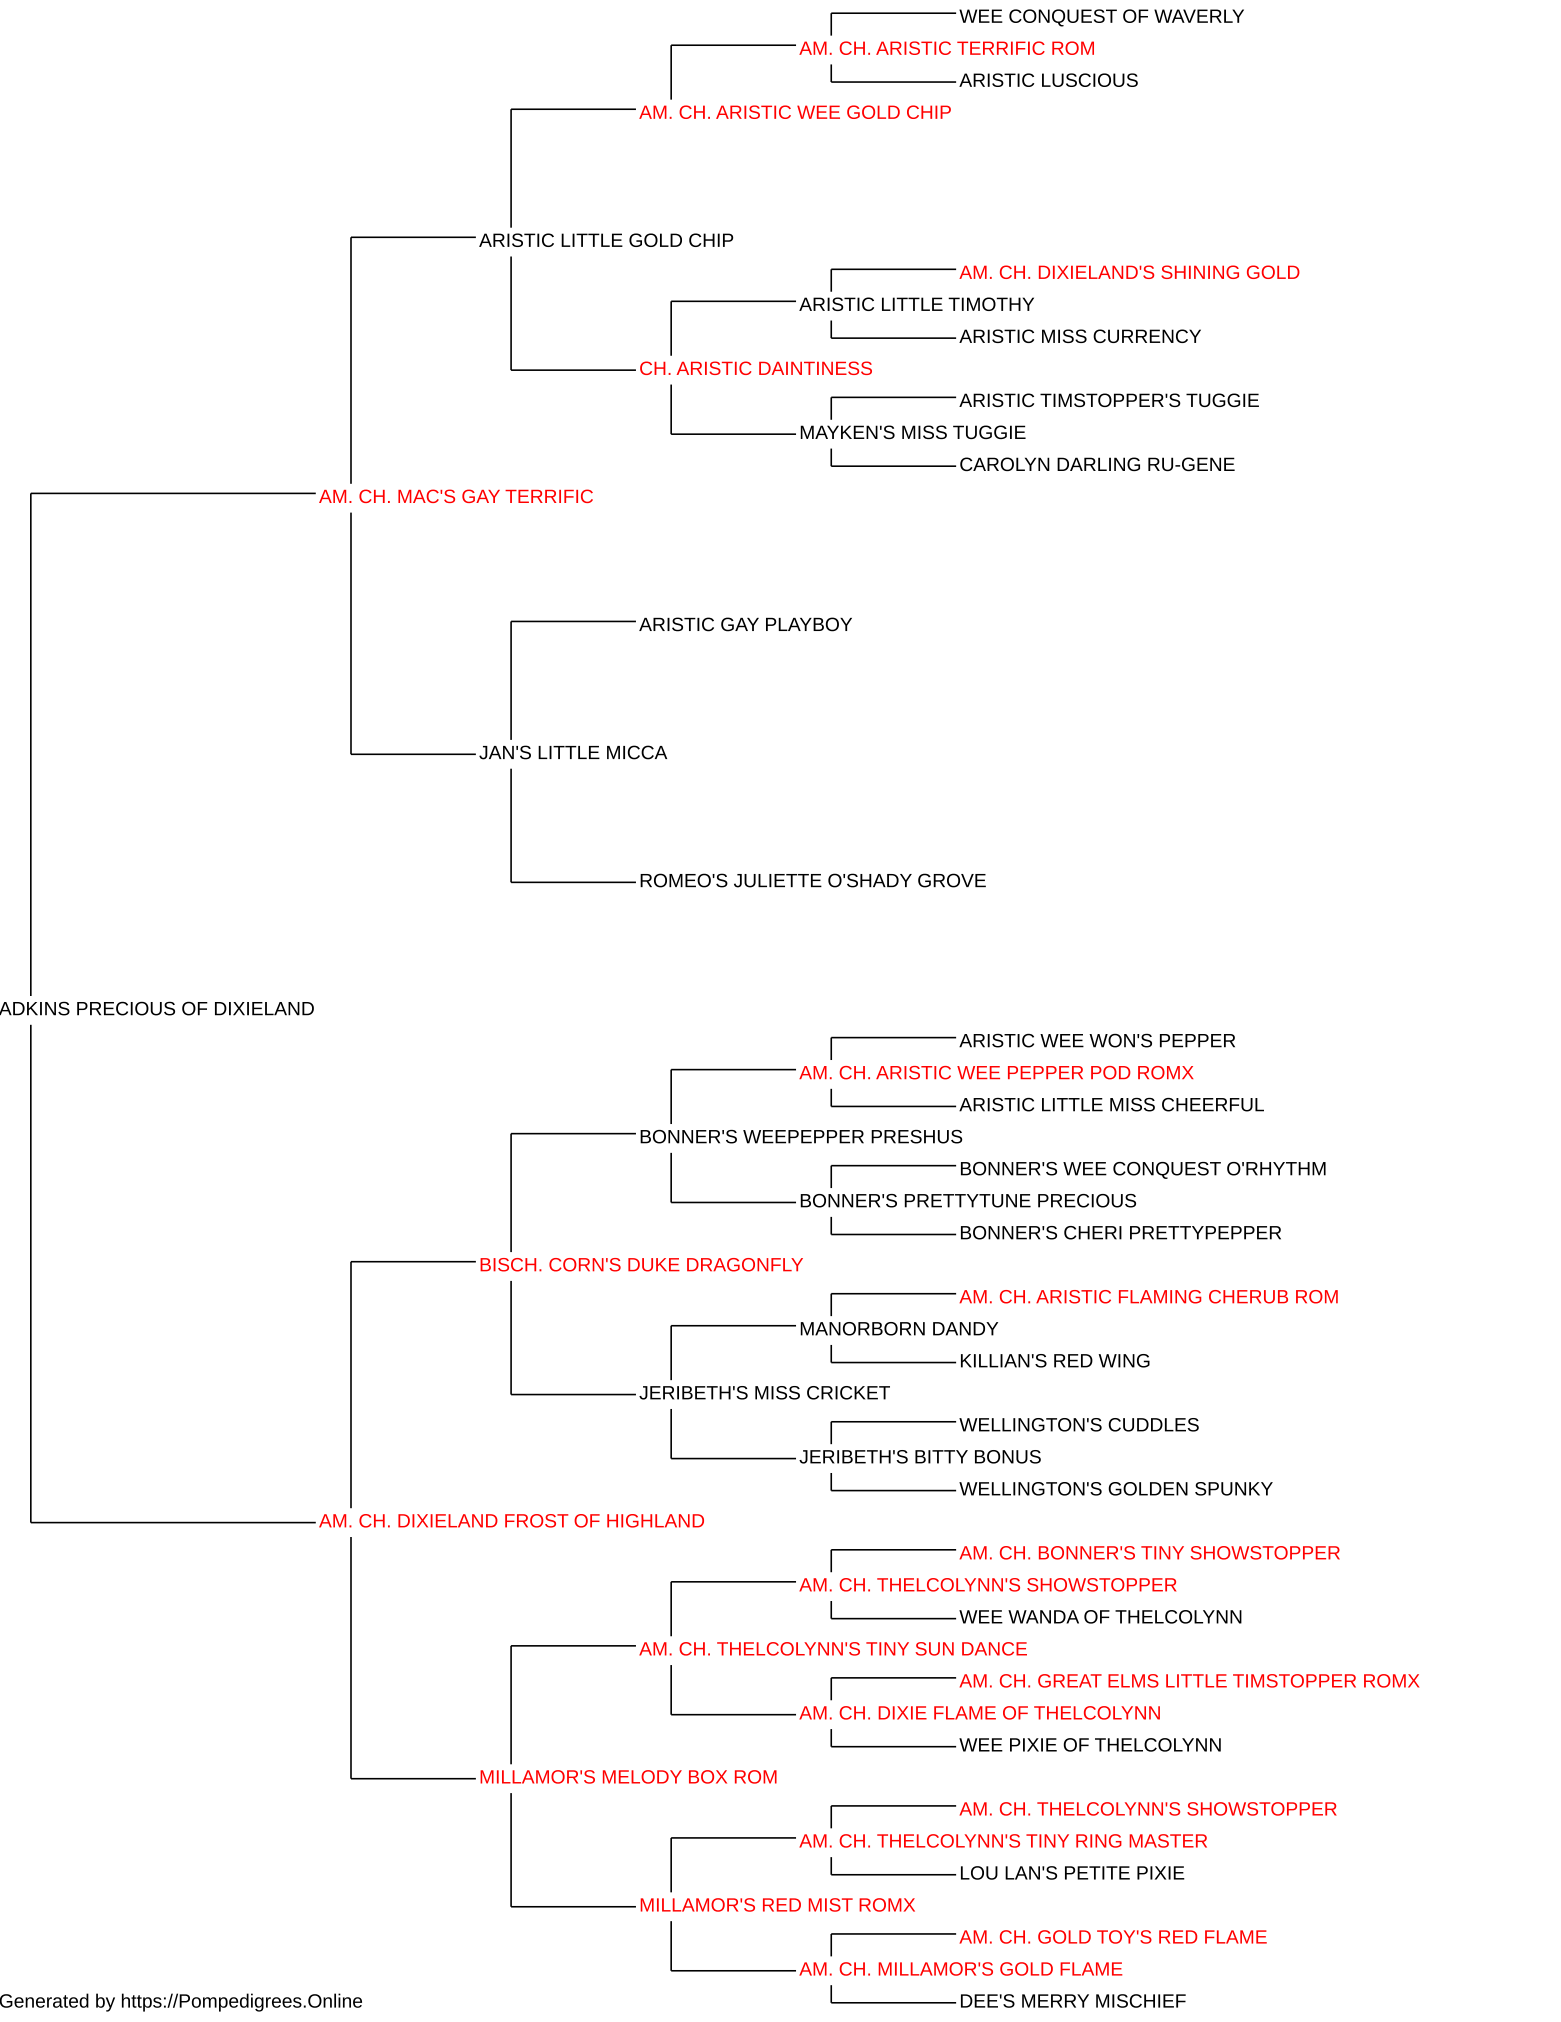 WEE CONQUEST OF WAVERLY
AM. CH. ARISTIC TERRIFIC ROM
ARISTIC LUSCIOUS
AM. CH. ARISTIC WEE GOLD CHIP
ARISTIC LITTLE GOLD CHIP
AM. CH. DIXIELAND'S SHINING GOLD
ARISTIC LITTLE TIMOTHY
ARISTIC MISS CURRENCY
CH. ARISTIC DAINTINESS
ARISTIC TIMSTOPPER'S TUGGIE
MAYKEN'S MISS TUGGIE
CAROLYN DARLING RU-GENE
AM. CH. MAC'S GAY TERRIFIC
ARISTIC GAY PLAYBOY
JAN'S LITTLE MICCA
ROMEO'S JULIETTE O'SHADY GROVE
ADKINS PRECIOUS OF DIXIELAND
ARISTIC WEE WON'S PEPPER
AM. CH. ARISTIC WEE PEPPER POD ROMX
ARISTIC LITTLE MISS CHEERFUL
BONNER'S WEEPEPPER PRESHUS
BONNER'S WEE CONQUEST O'RHYTHM
BONNER'S PRETTYTUNE PRECIOUS
BONNER'S CHERI PRETTYPEPPER
BISCH. CORN'S DUKE DRAGONFLY
AM. CH. ARISTIC FLAMING CHERUB ROM
MANORBORN DANDY
KILLIAN'S RED WING
JERIBETH'S MISS CRICKET
WELLINGTON'S CUDDLES
JERIBETH'S BITTY BONUS
WELLINGTON'S GOLDEN SPUNKY
AM. CH. DIXIELAND FROST OF HIGHLAND
AM. CH. BONNER'S TINY SHOWSTOPPER
AM. CH. THELCOLYNN'S SHOWSTOPPER
WEE WANDA OF THELCOLYNN
AM. CH. THELCOLYNN'S TINY SUN DANCE
AM. CH. GREAT ELMS LITTLE TIMSTOPPER ROMX
AM. CH. DIXIE FLAME OF THELCOLYNN
WEE PIXIE OF THELCOLYNN
MILLAMOR'S MELODY BOX ROM
AM. CH. THELCOLYNN'S SHOWSTOPPER
AM. CH. THELCOLYNN'S TINY RING MASTER
LOU LAN'S PETITE PIXIE
MILLAMOR'S RED MIST ROMX
AM. CH. GOLD TOY'S RED FLAME
AM. CH. MILLAMOR'S GOLD FLAME
DEE'S MERRY MISCHIEF
Generated by https://Pompedigrees.Online